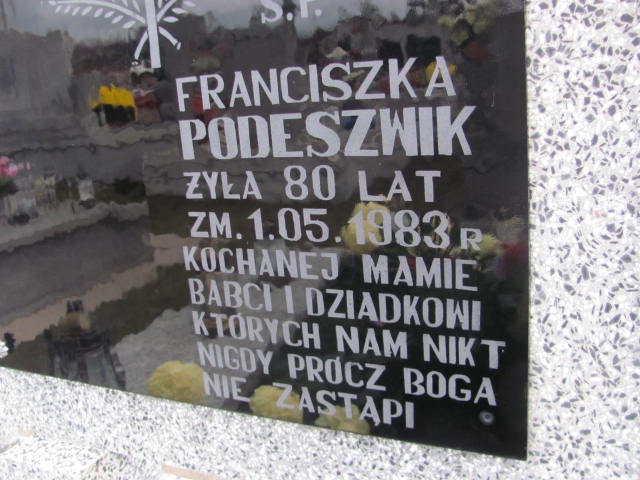 Ś.P.
FRANCISZKA
PODESZWIK
ŻYŁA 80 LAT
ZM. 1.05.1983 R
KOCHANEJ MAMIE
BABCI I DZIADKOWI
KTÓRYCH NAM NIKT
NIGDY PRÓCZ BOGA
NIE ZASTĄPI